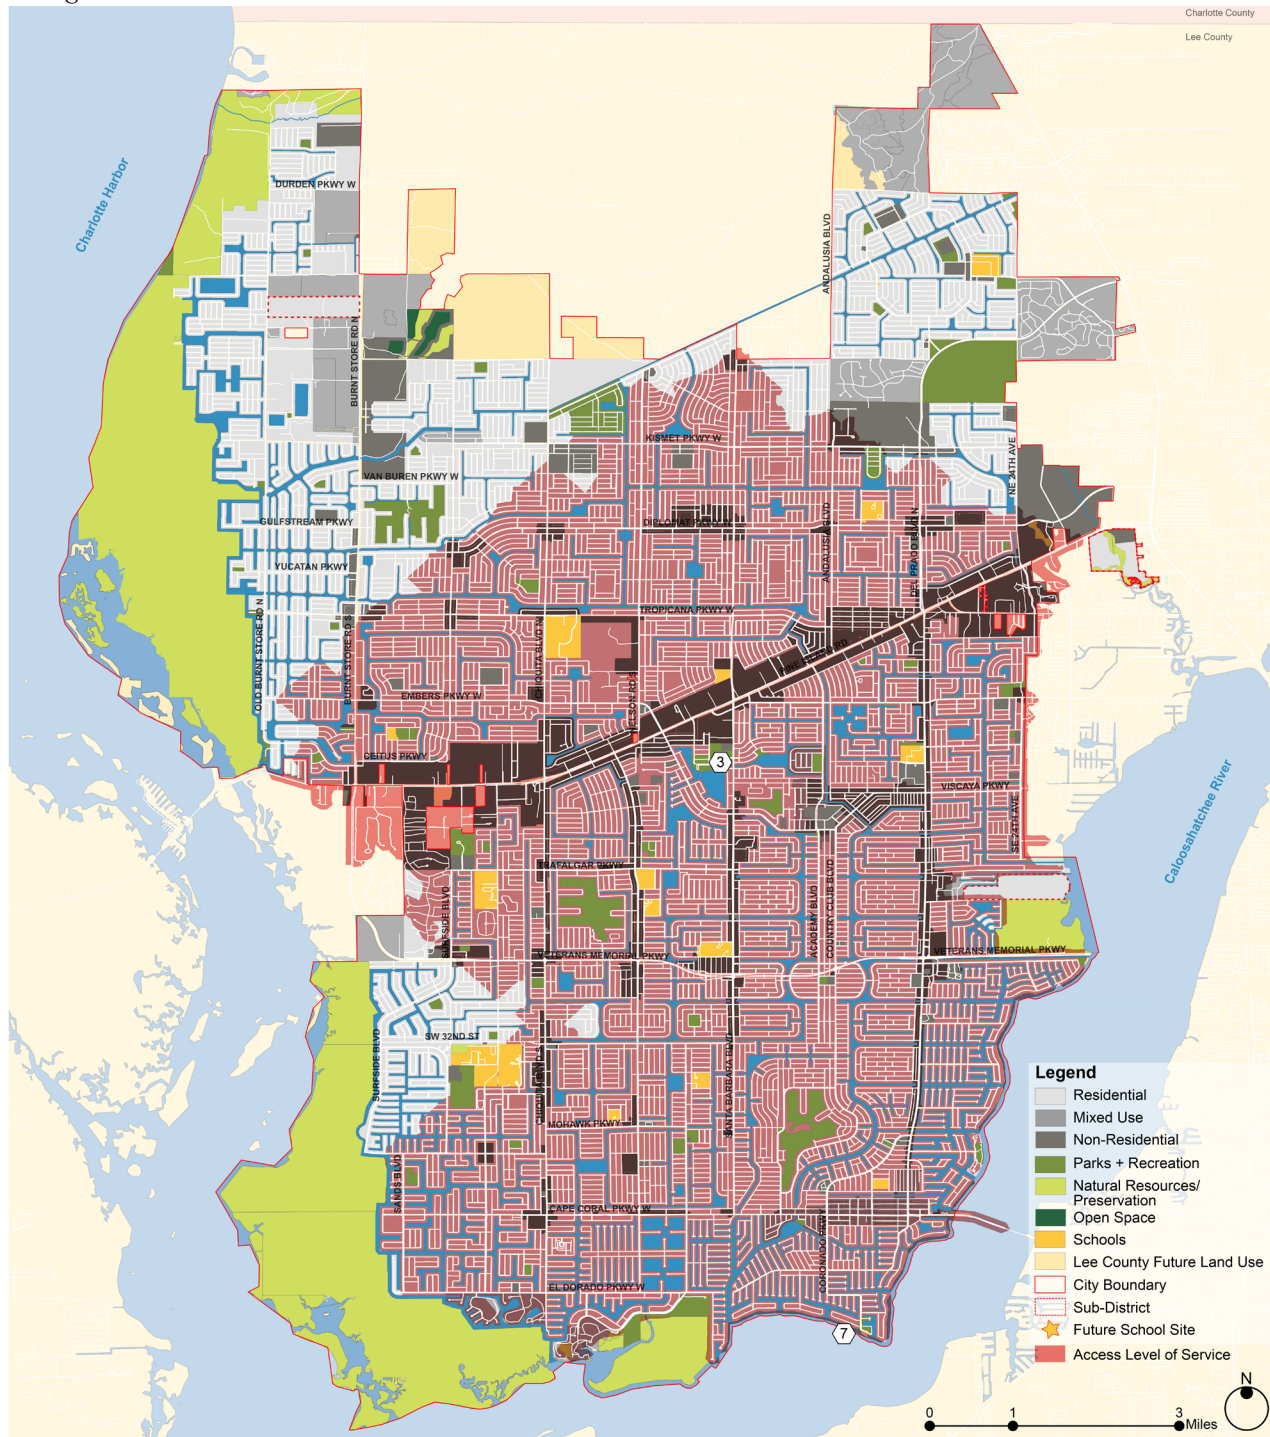 Charlotte County
Lee County
Charlotte Harbor
DURDEN PKWY W
ANDALUSIA BLVD
BURNT STORE RD N
KISMET PKWY W
NE 24TH AVE
VAN BUREN PKWY W
GULFSTREAM PKWY
DIPLOMAT PKWY W
ANDALUSIA BLVD
DEL PRADO BLVD N
YUCATAN PKWY
TROPICANA PKWY W
OLD BURNT STORE RD N
BURNT STORE RD S
CHIQUITA BLVD N
PINE ISLAND RD
NELSON RD S
EMBERS PKWY W
CEITUS PKWY
3
VISCAYA PKWY
SE 24TH AVE
Caloosahatchee River
TRAFALGAR PKWY
SURFSIDE BLVD
ACADEMY BLVD
COUNTRY CLUB BLVD
VETERANS MEMORIAL PKWY
VETERANS MEMORIAL PKWY
SW 32ND ST
SURFSIDE BLVD
CHIQUITA BLVD S
SANTA BARBARA BLVD
MOHAWK PKWY
SANDS BLVD
CAPE CORAL PKWY W
CORONADO PKWY
EL DORADO PKWY W
7
Legend
Residential
Mixed Use
Non-Residential
Parks + Recreation
Natural Resources/
Preservation
Open Space
Schools
Lee County Future Land Use
City Boundary
Sub-District
Future School Site
Access Level of Service
N
0 1 3
Miles